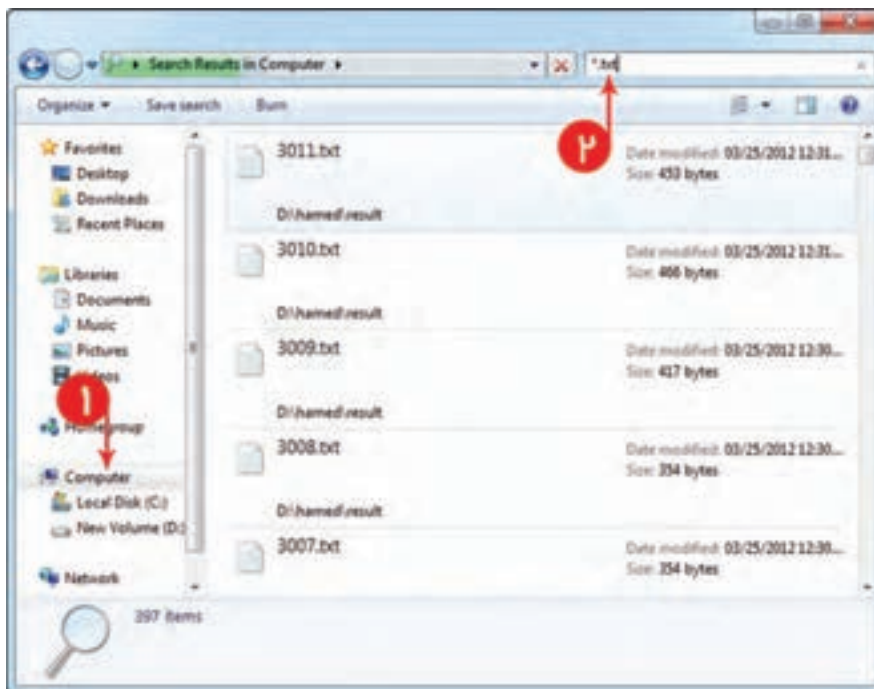 Search Results in Computer
*.txt
Organize
Save search
Burn
Favorites
Desktop
Downloads
Recent Places
Libraries
Documents
Music
Pictures
Homegroup
Computer
Local Disk (C:)
New Volume (D:)
Network
۱
۲
3011.txt
Date modified: 03/25/2012 12:31...
Size: 453 bytes
D:\hamed\result
3010.txt
Date modified: 03/25/2012 12:31...
Size: 466 bytes
D:\hamed\result
3009.txt
Date modified: 03/25/2012 12:30...
Size: 417 bytes
D:\hamed\result
3008.txt
Date modified: 03/25/2012 12:30...
Size: 354 bytes
D:\hamed\result
3007.txt
Date modified: 03/25/2012 12:30...
Size: 354 bytes
397 items